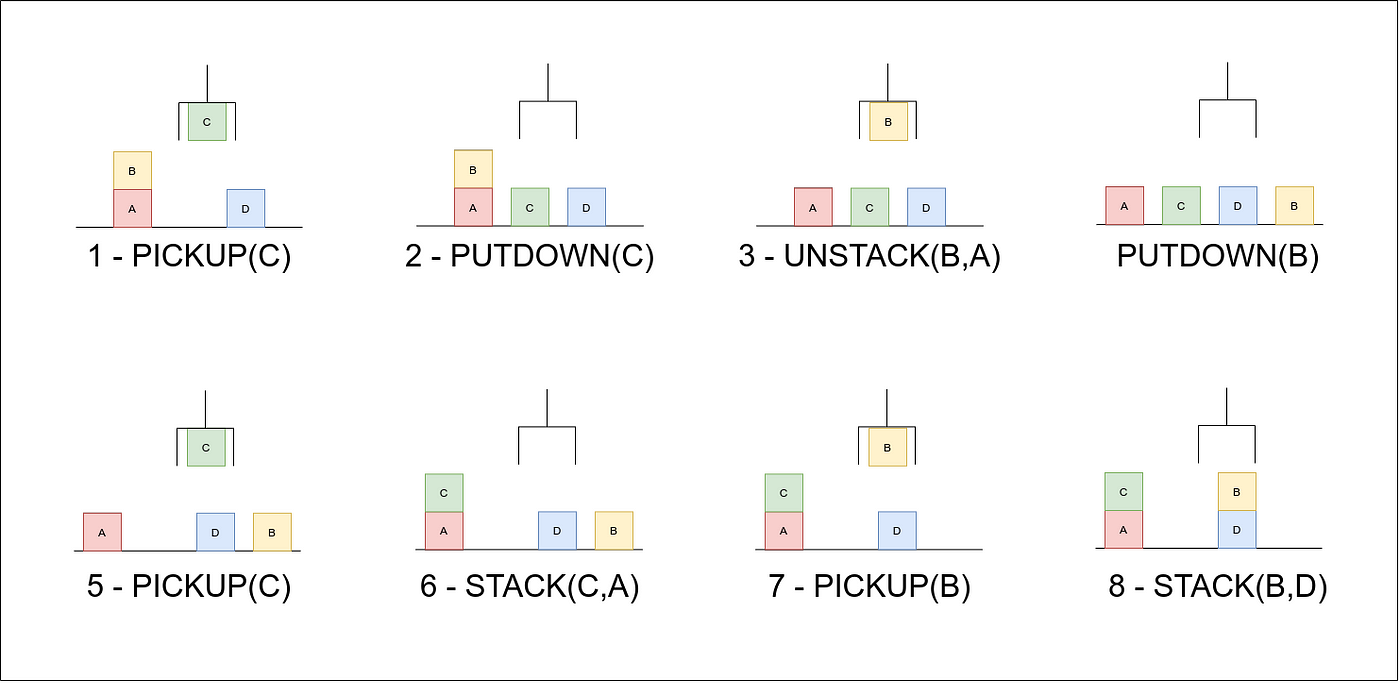 C
B
A
D
1 - PICKUP(C)
B
A
C
D
2 - PUTDOWN(C)
B
A
C
D
3 - UNSTACK(B,A)
A
C
D
B
PUTDOWN(B)
C
A
D
B
5 - PICKUP(C)
C
A
D
B
6 - STACK(C,A)
B
C
A
D
7 - PICKUP(B)
C
B
A
D
8 - STACK(B,D)